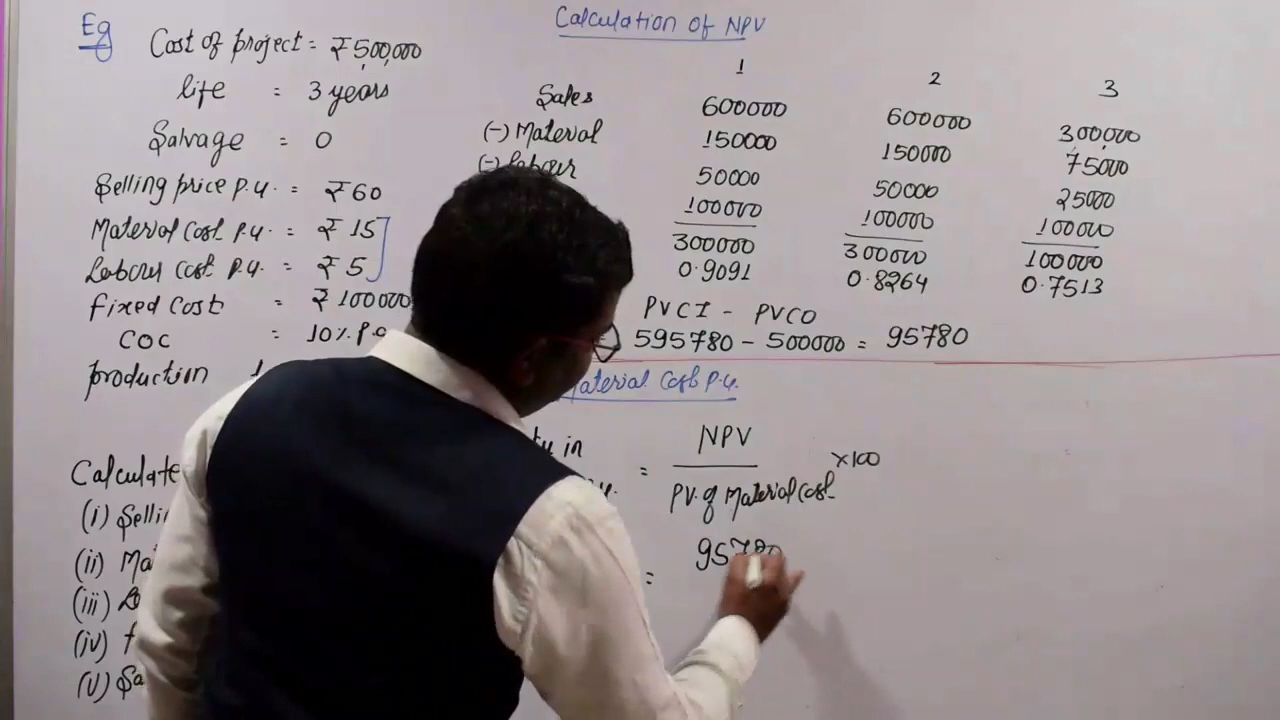 Eg
Cost of project = ₹500,000
life = 3 years
Salvage = 0
Selling price p.u. = ₹60
Material Cost p.u. = ₹15
Labour cost p.u. = ₹5
fixed Cost = ₹100000
COC = 10% P.a
production
Calculate
(i) Selli
(ii) Ma
(iii)
(iv) f
(v) Sa
Calculation of NPV
1 2 3
Sales 600000 600000 300,000
(-) Material 150000 150000 75000
(-) Labour 50000 50000 25000
100000 100000 100000
300000 300000 100000
0.9091 0.8264 0.7513
PVCI - PVCO
595780 - 500000 = 95780
Material Cost p.u.
in
= NPV / PV of Material Cost ×100
= 95780